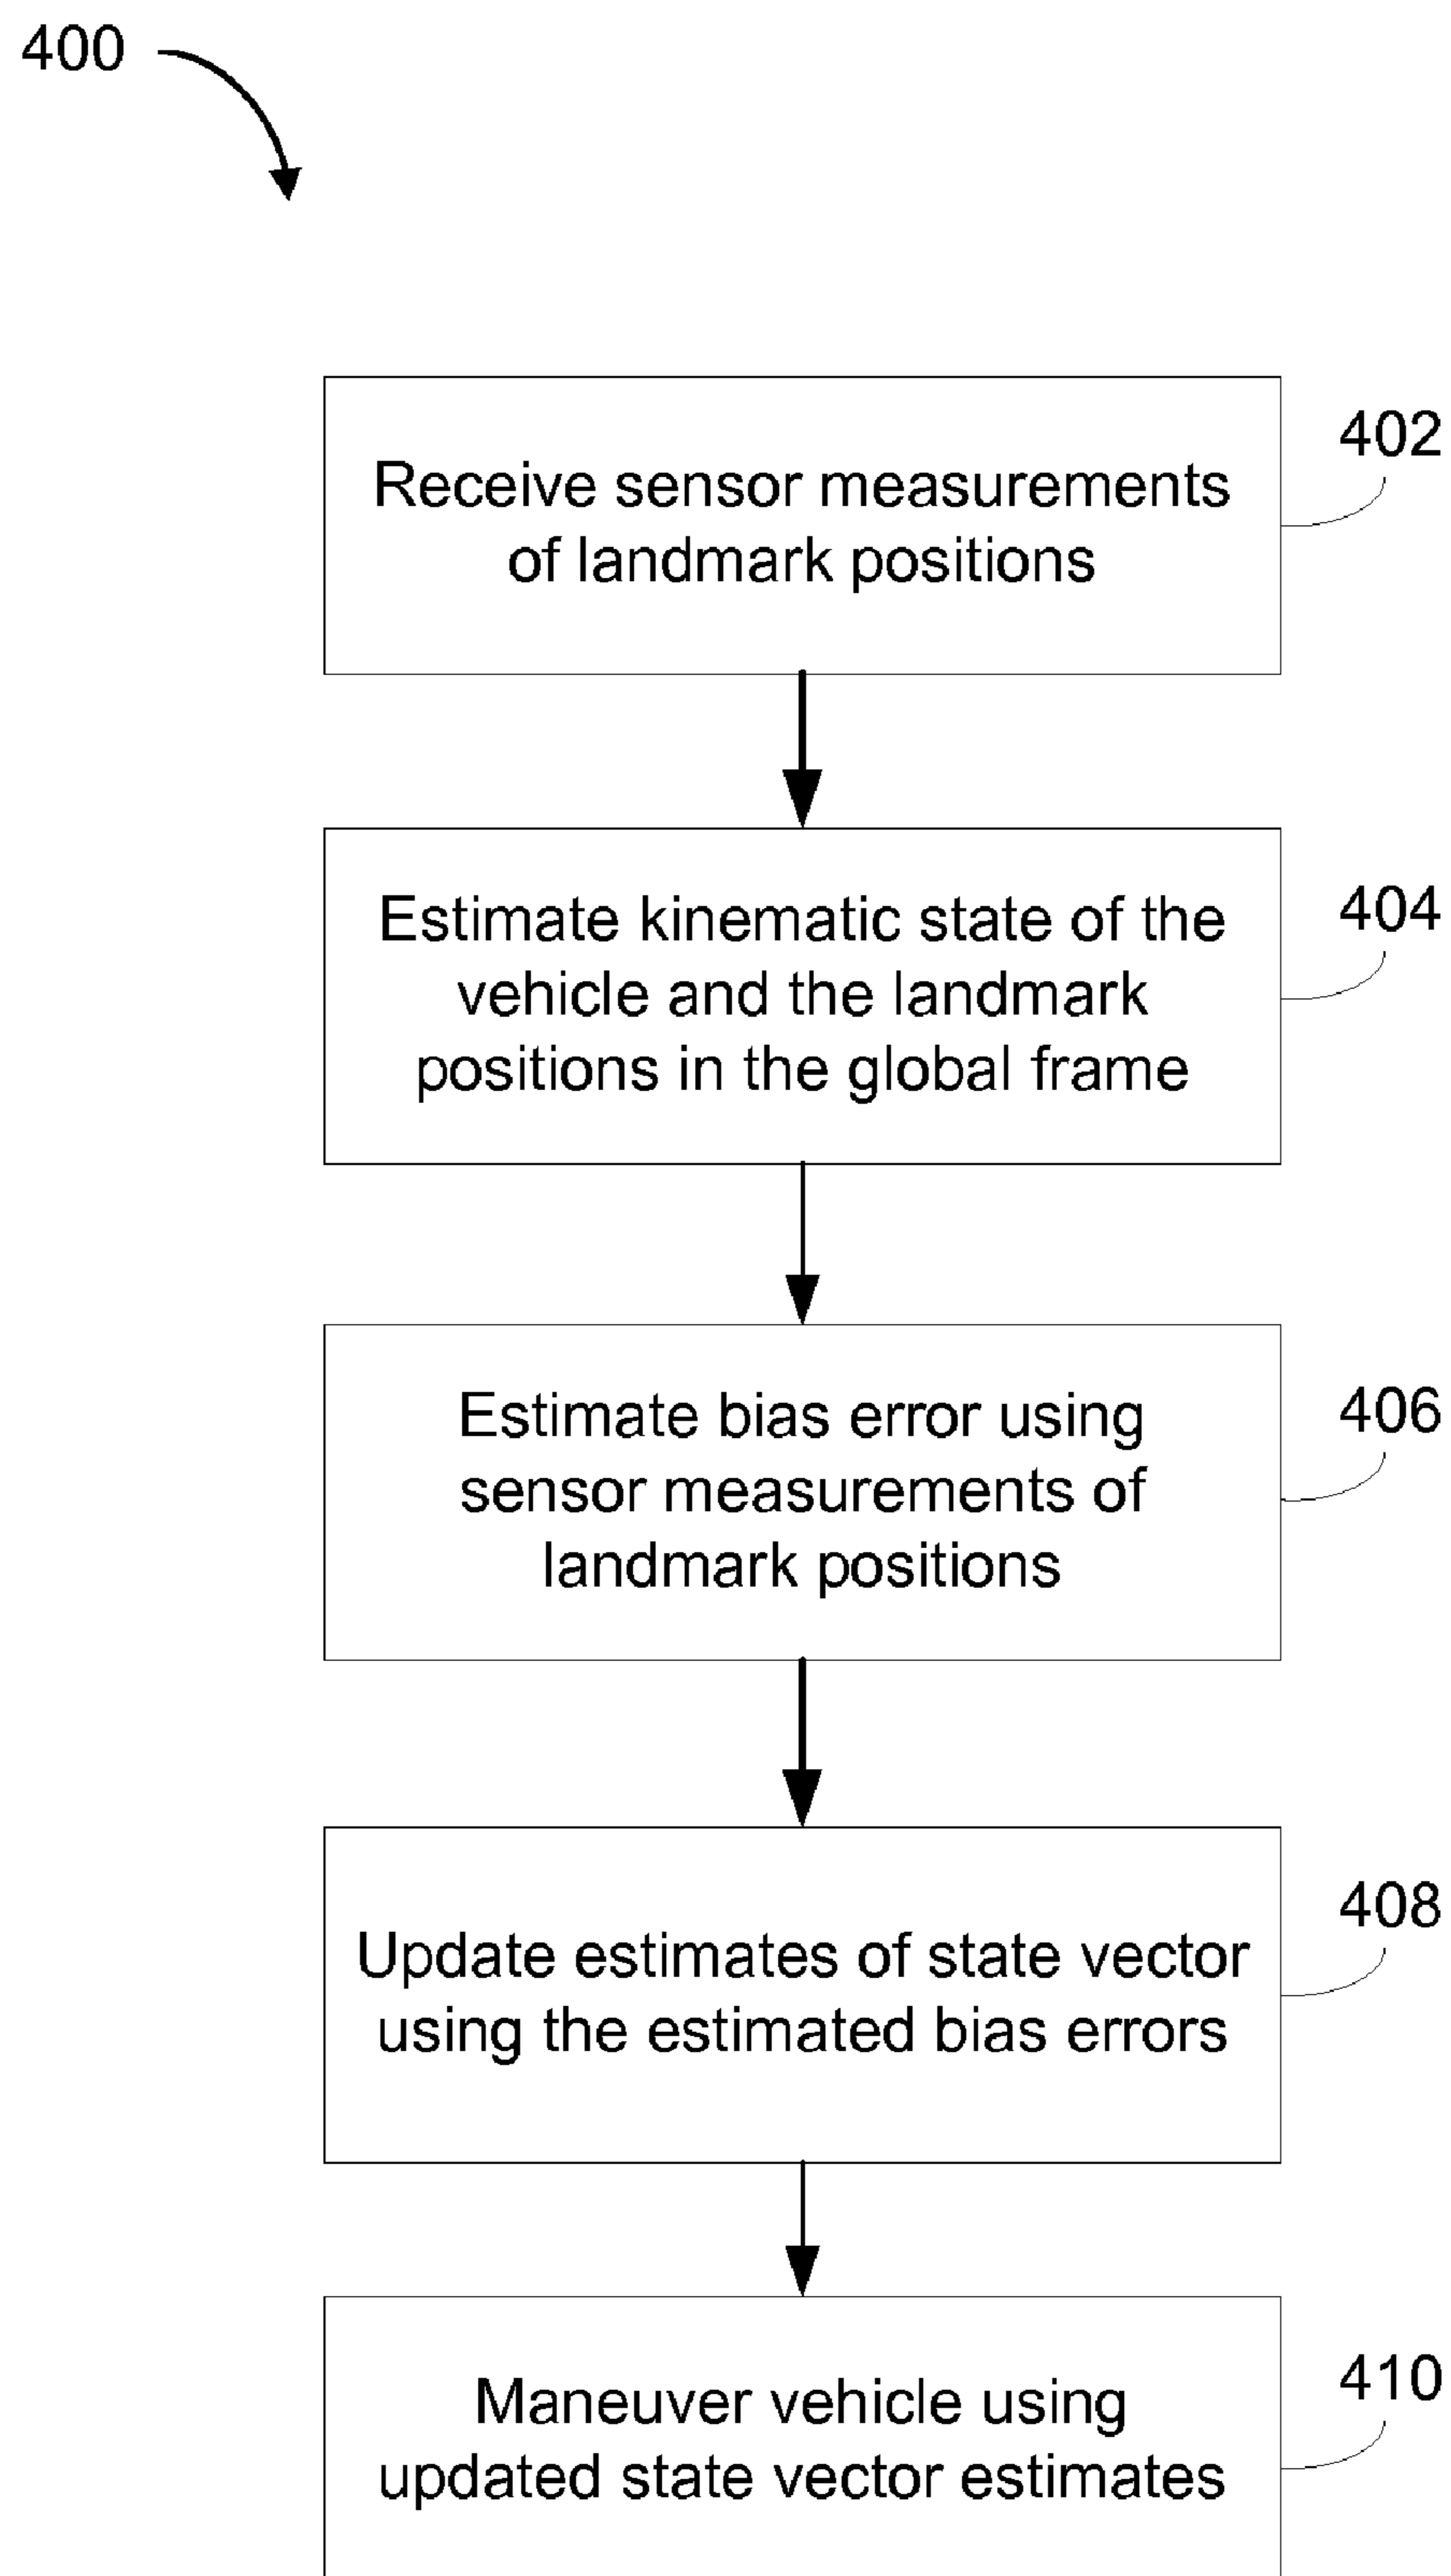 400
402
Receive sensor measurements
of landmark positions
404
Estimate kinematic state of the
vehicle and the landmark
positions in the global frame
406
Estimate bias error using
sensor measurements of
landmark positions
408
Update estimates of state vector
using the estimated bias errors
410
Maneuver vehicle using
updated state vector estimates